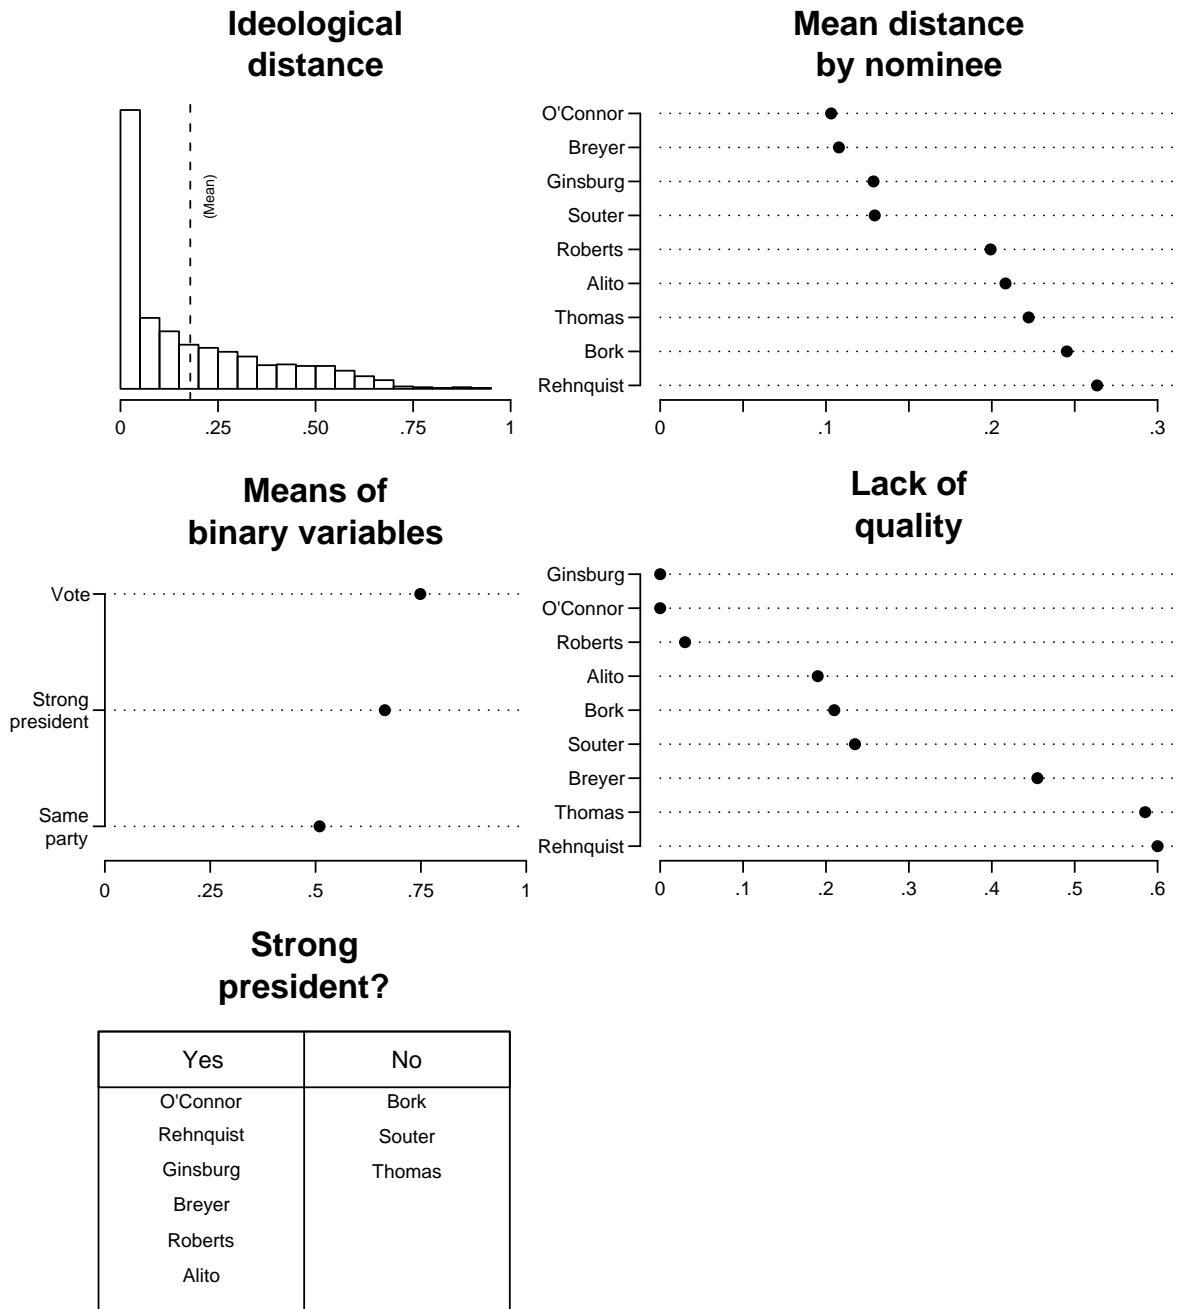 Ideological
distance
(Mean)
0 .25 .50 .75 1
Mean distance
by nominee
O'Connor
Breyer
Ginsburg
Souter
Roberts
Alito
Thomas
Bork
Rehnquist
0 .1 .2 .3
Means of
binary variables
Vote
Strong
president
Same
party
0 .25 .5 .75 1
Lack of
quality
Ginsburg
O'Connor
Roberts
Alito
Bork
Souter
Breyer
Thomas
Rehnquist
0 .1 .2 .3 .4 .5 .6
Strong
president?
Yes No
O'Connor Bork
Rehnquist Souter
Ginsburg Thomas
Breyer
Roberts
Alito